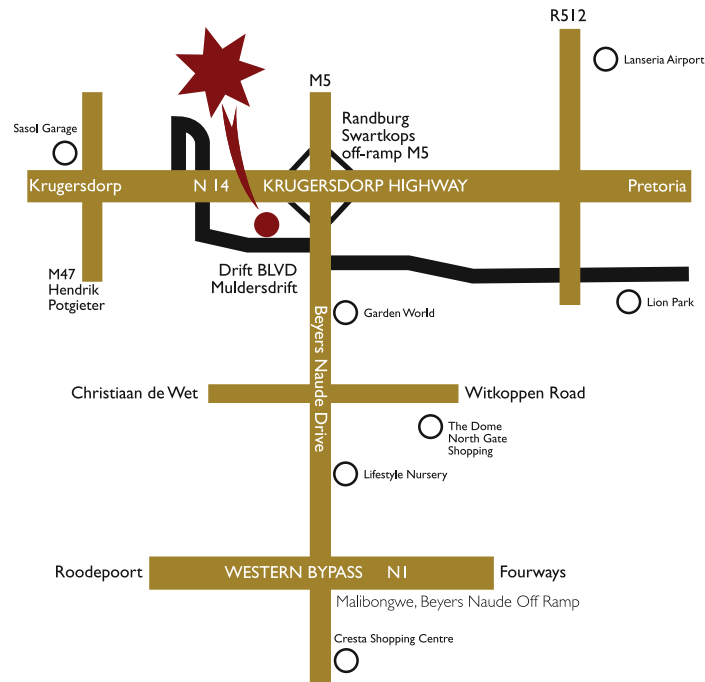 R512
Lanseria Airport
M5
Randburg
Swartkops
off-ramp M5
Sasol Garage
Krugersdorp
N 14
KRUGERSDORP HIGHWAY
Pretoria
M47
Hendrik
Potgieter
Drift BLVD
Muldersdrift
Lion Park
Garden World
Beyers Naude Drive
Christiaan de Wet
Witkoppen Road
The Dome
North Gate
Shopping
Lifestyle Nursery
Roodepoort
WESTERN BYPASS N1
Fourways
Malibongwe, Beyers Naude Off Ramp
Cresta Shopping Centre